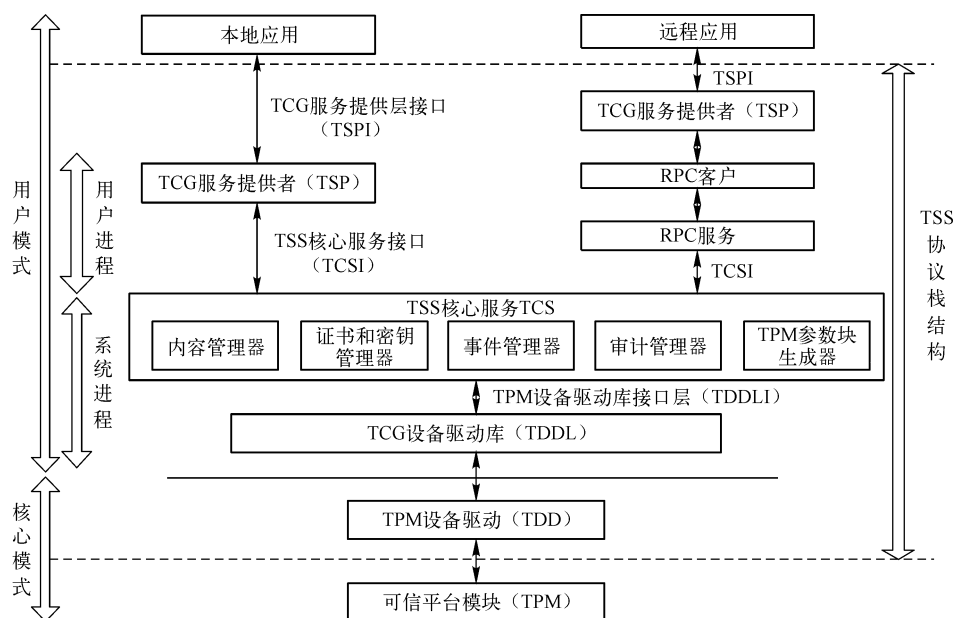 本地应用
远程应用
TSPI
TCG服务提供层接口
（TSPI）
TCG服务提供者（TSP）
TCG服务提供者（TSP）
RPC客户
RPC服务
TSS核心服务接口
（TCSI）
TCSI
用户模式
用户进程
系统进程
核心模式
TSS
协议栈结构
TSS核心服务TCS
内容管理器
证书和密钥
管理器
事件管理器
审计管理器
TPM参数块
生成器
TPM设备驱动库接口层（TDDLI）
TCG设备驱动库（TDDL）
TPM设备驱动（TDD）
可信平台模块（TPM）